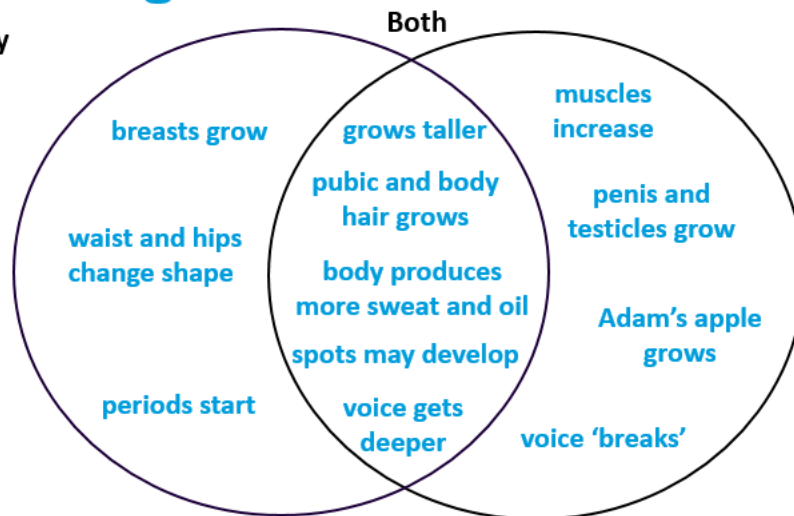 Both
breasts grow
waist and hips
change shape
periods start
grows taller
pubic and body
hair grows
body produces
more sweat and oil
spots may develop
voice gets
deeper
muscles
increase
penis and
testicles grow
Adam’s apple
grows
voice ‘breaks’